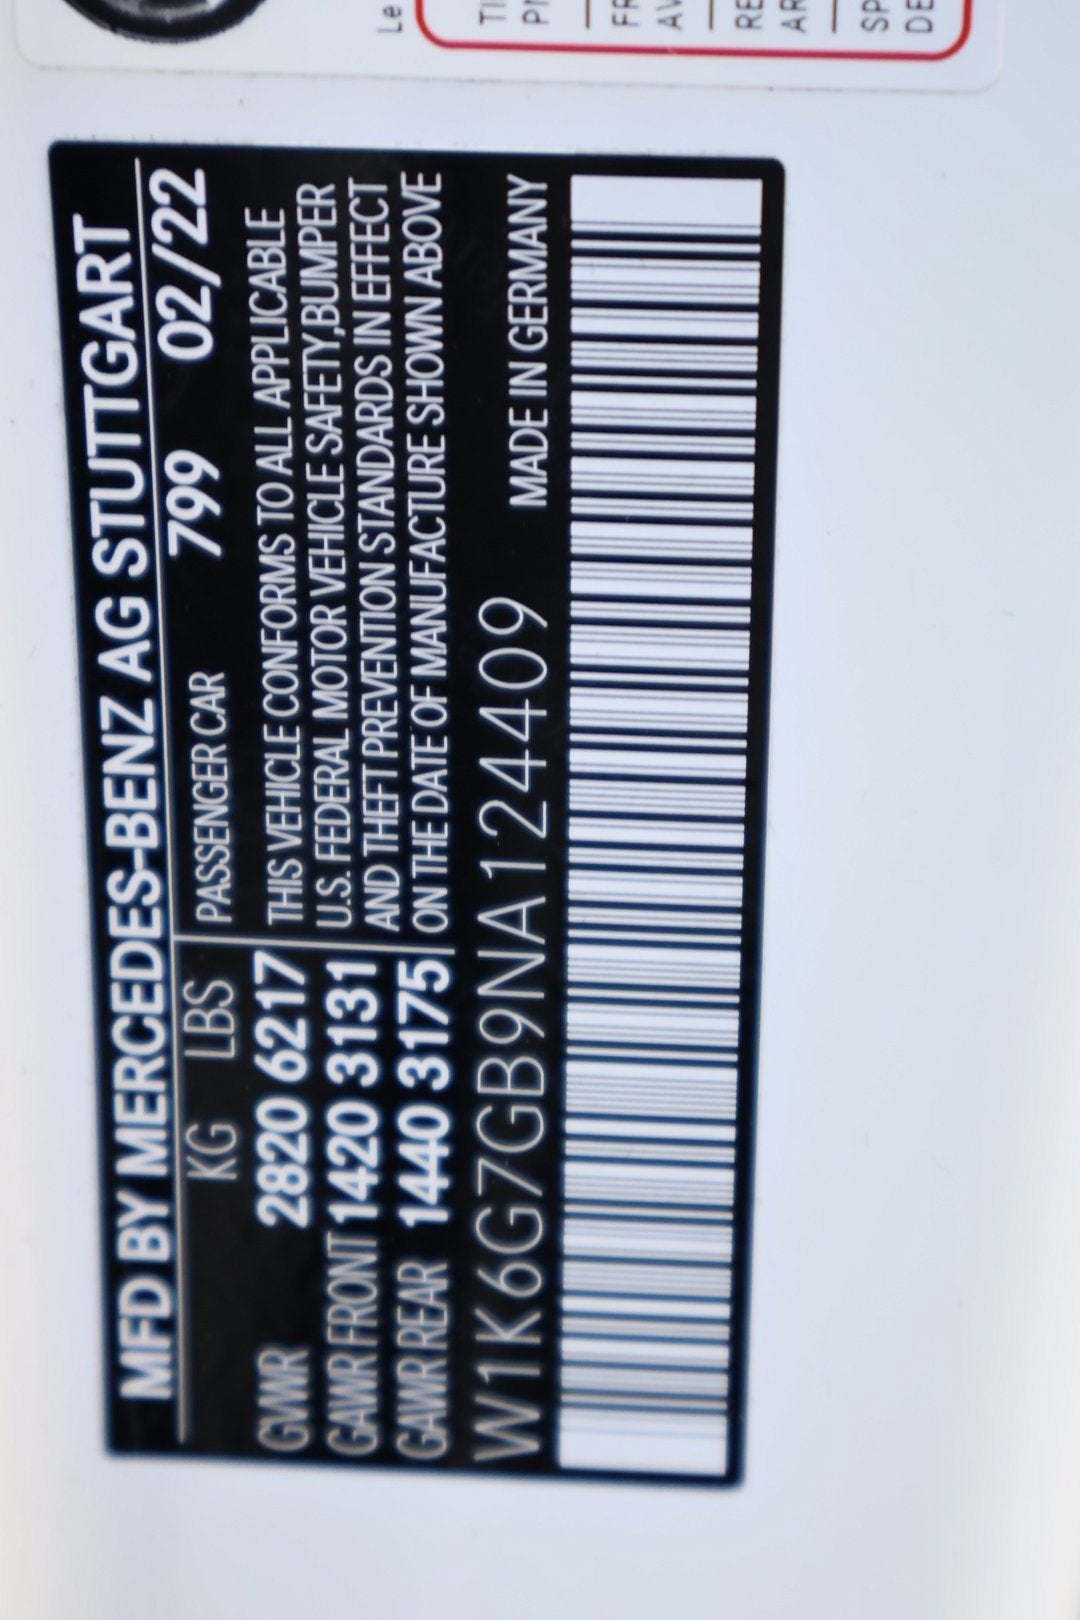 MFD BY MERCEDES-BENZ AG STUTTGART
KG LBS PASSENGER CAR 799 02/22
GVWR 2820 6217 THIS VEHICLE CONFORMS TO ALL APPLICABLE
GAWR FRONT 1420 3131 U.S. FEDERAL MOTOR VEHICLE SAFETY,BUMPER
GAWR REAR 1440 3175 AND THEFT PREVENTION STANDARDS IN EFFECT
ON THE DATE OF MANUFACTURE SHOWN ABOVE
W1K6G7GB9NA124409 MADE IN GERMANY
Le